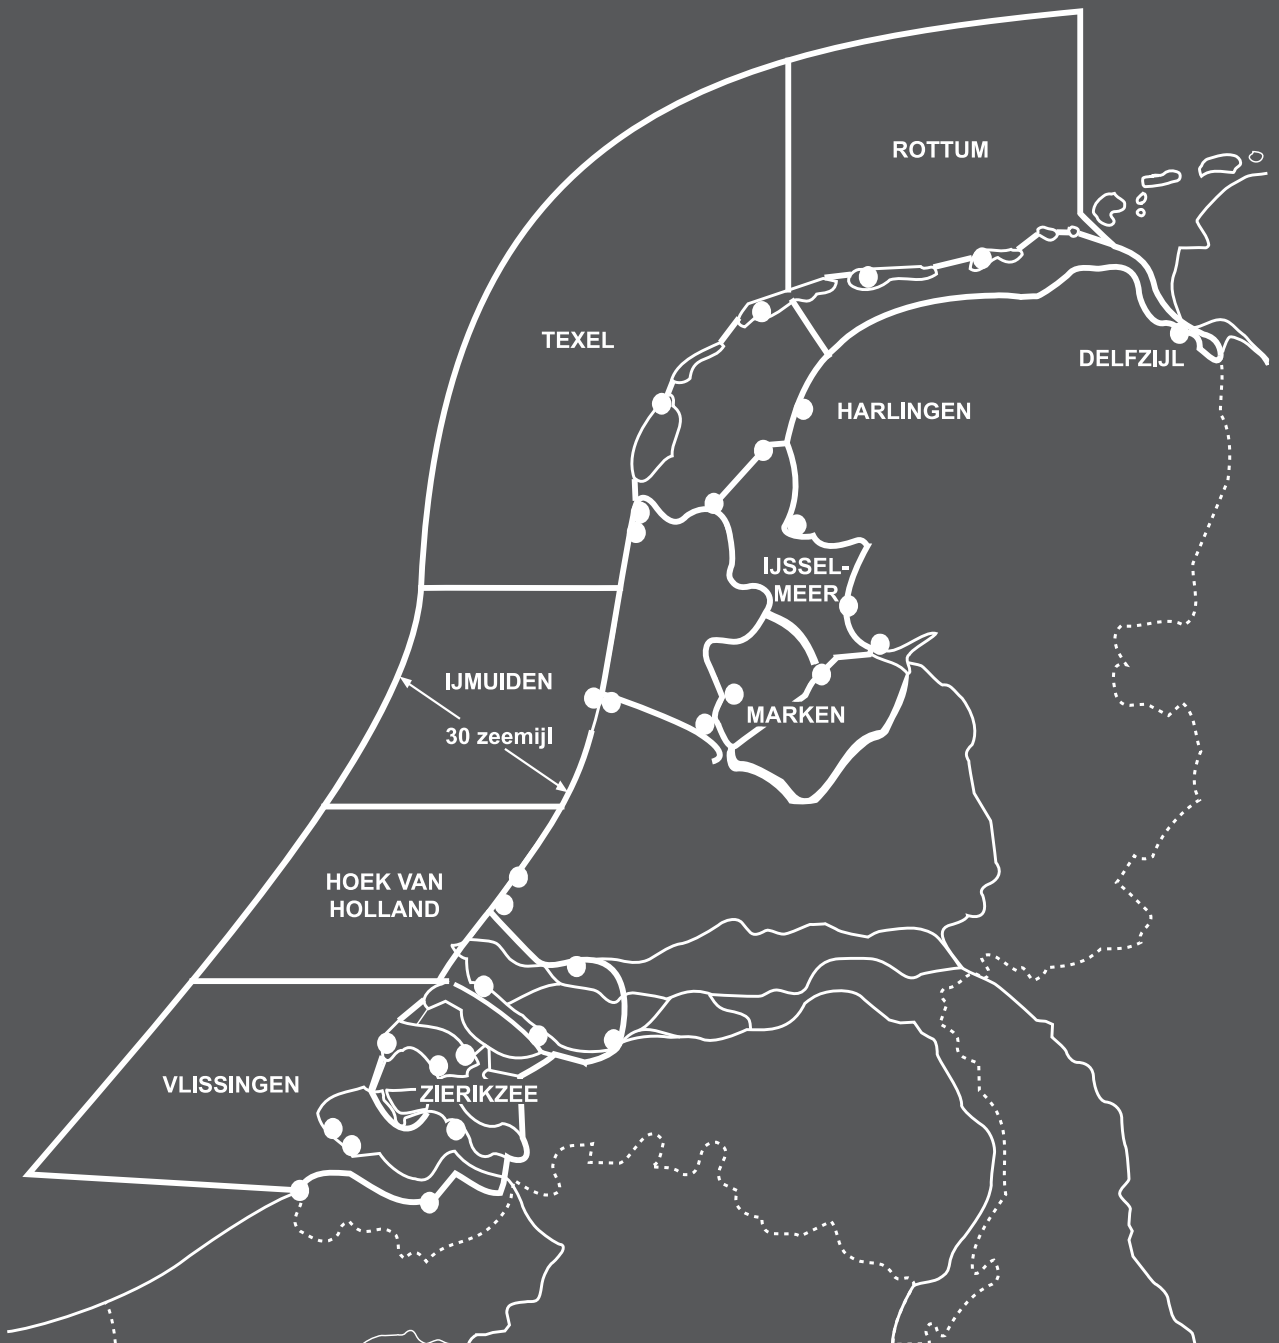 ROTTUM
TEXEL
DELFZIJL
HARLINGEN
IJSSEL-
MEER
IJMUIDEN
MARKEN
30 zeemijl
HOEK VAN
HOLLAND
VLISSINGEN
ZIERIKZEE